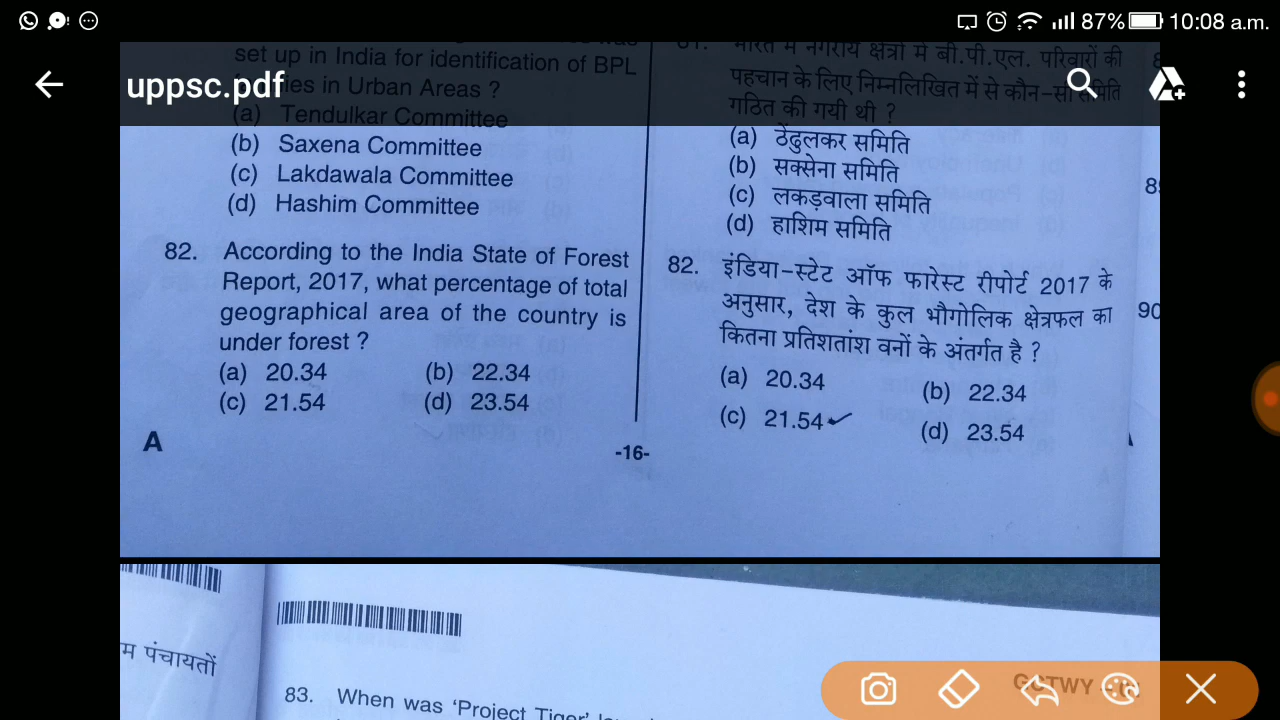 87% 10:08 a.m.
uppsc.pdf
set up in India for identification of BPL
in Urban Areas ?
(a) Tendulkar Committee
(b) Saxena Committee
(c) Lakdawala Committee
(d) Hashim Committee
82. According to the India State of Forest
Report, 2017, what percentage of total
geographical area of the country is
under forest ?
(a) 20.34 (b) 22.34
(c) 21.54 (d) 23.54
A
-16-
भारत में नगरीय क्षेत्रों में बी.पी.एल. परिवारों की
पहचान के लिए निम्नलिखित में से कौन-सी समिति
गठित की गयी थी ?
(a) तेंदुलकर समिति
(b) सक्सेना समिति
(c) लकड़वाला समिति
(d) हाशिम समिति
82. इंडिया-स्टेट ऑफ फारेस्ट रीपोर्ट 2017 के
अनुसार, देश के कुल भौगोलिक क्षेत्रफल का
कितना प्रतिशतांश वनों के अंतर्गत है ?
(a) 20.34 (b) 22.34
(c) 21.54 (d) 23.54
90
पंचायतों
83. When was ‘Project Tiger’
GCTWY